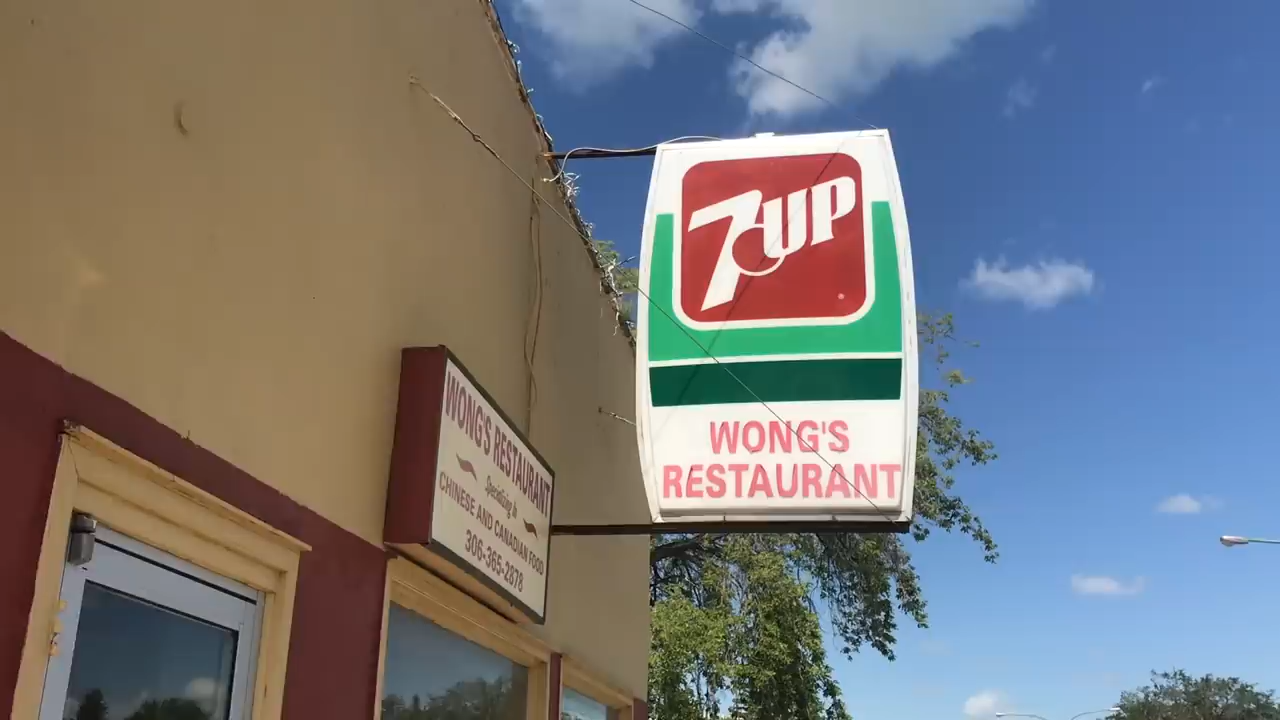 7UP
WONG'S
RESTAURANT
WONG'S RESTAURANT
Specializing in
CHINESE AND CANADIAN FOOD
306-365-2878